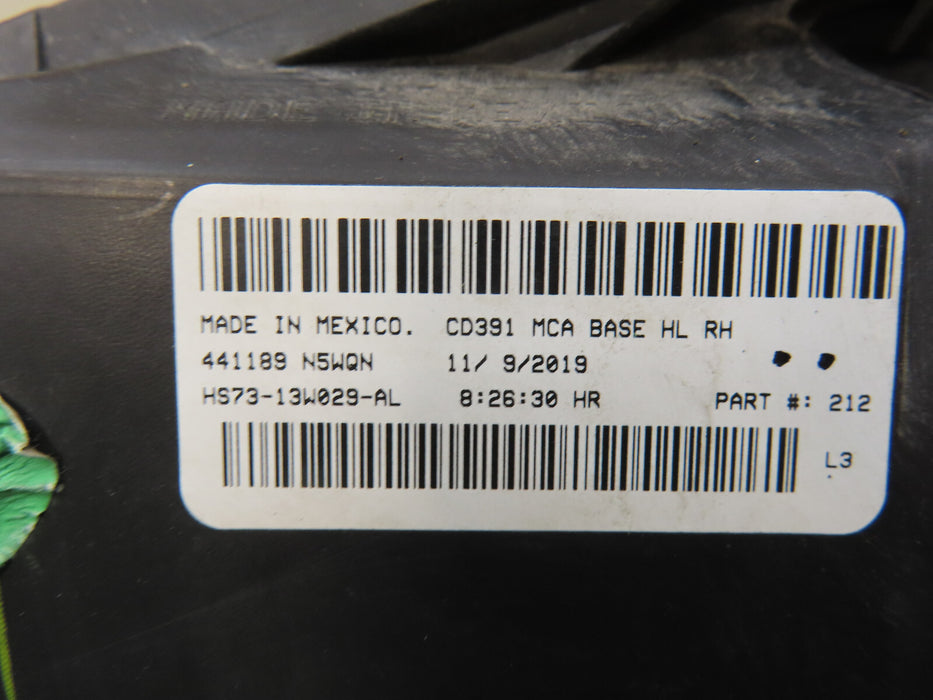 MADE IN MEXICO. CD391 MCA BASE HL RH
441189 N5WQN 11/ 9/2019
HS73-13W029-AL 8:26:30 HR PART #: 212
L3